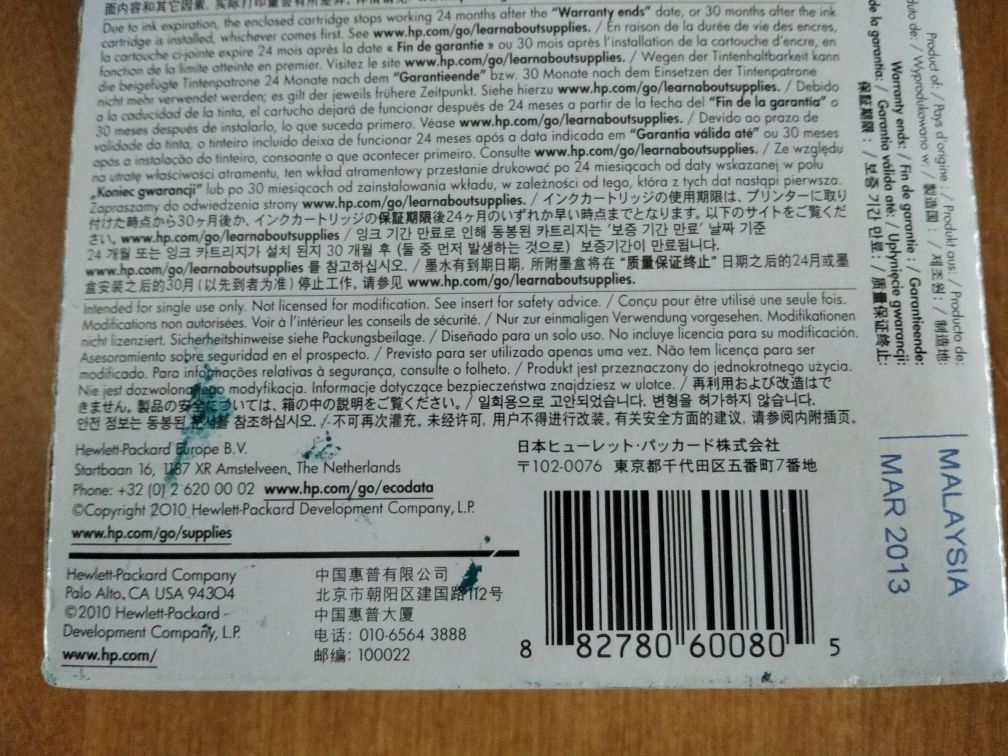 面内容和其它因素
Due to ink expiration, the enclosed cartridge stops working 24 months after the "Warranty ends" date, or 30 months after the ink
cartridge is installed, whichever comes first. See www.hp.com/go/learnaboutsupplies. / En raison de la durée de vie des encres,
la cartouche ci-jointe expire 24 mois après la date « Fin de garantie » ou 30 mois après l'installation de la cartouche d'encre, en
fonction de la limite atteinte en premier. Visitez le site www.hp.com/go/learnaboutsupplies. / Wegen der Tintenhaltbarkeit kann
die beigefügte Tintenpatrone 24 Monate nach dem "Garantieende" bzw. 30 Monate nach dem Einsetzen der Tintenpatrone
nicht mehr verwendet werden; es gilt der jeweils frühere Zeitpunkt. Siehe hierzu www.hp.com/go/learnaboutsupplies. / Debido
a la caducidad de la tinta, el cartucho dejará de funcionar después de 24 meses a partir de la fecha del "Fin de la garantía" o
30 meses después de instalarlo, lo que suceda primero. Véase www.hp.com/go/learnaboutsupplies. / Devido ao prazo de
validade da tinta, o tinteiro incluído deixa de funcionar 24 meses após a data indicada em "Garantia válida até" ou 30 meses
após a instalação do tinteiro, consoante o que acontecer primeiro. Consulte www.hp.com/go/learnaboutsupplies. / Ze względu
na utratę właściwości atramentu, ten wkład atramentowy przestanie drukować po 24 miesiącach od daty wskazanej w polu
„Koniec gwarancji" lub po 30 miesiącach od zainstalowania wkładu, w zależności od tego, która z tych dat nastąpi pierwsza.
Zapraszamy do odwiedzenia strony www.hp.com/go/learnaboutsupplies. / インクカートリッジの使用期限は、プリンターに取り
付けた時点から30ヶ月後か、インクカートリッジの保証期限後24ヶ月のいずれか早い時点までとなります。以下のサイトをご覧くだ
さい。www.hp.com/go/learnaboutsupplies / 잉크 기간 만료로 인해 동봉된 카트리지는 '보증 기간 만료' 날짜 기준
24 개월 또는 잉크 카트리지가 설치 된지 30 개월 후 (둘 중 먼저 발생하는 것으로) 보증기간이 만료됩니다.
www.hp.com/go/learnaboutsupplies 를 참고하십시오. / 墨水有到期日期. 所附墨盒将在 "质量保证终止" 日期之后的24月或墨
盒安装之后的30月 (以先到者为准) 停止工作。请参见 www.hp.com/go/learnaboutsupplies.
Intended for single use only. Not licensed for modification. See insert for safety advice. / Conçu pour être utilisé une seule fois.
Modifications non autorisées. Voir à l'intérieur les conseils de sécurité. / Nur zur einmaligen Verwendung vorgesehen. Modifikationen
nicht lizenziert. Sicherheitshinweise siehe Packungsbeilage. / Diseñado para un solo uso. No incluye licencia para su modificación.
Asesoramiento sobre seguridad en el prospecto. / Previsto para ser utilizado apenas uma vez. Não tem licença para ser
modificado. Para informações relativas à segurança, consulte o folheto. / Produkt jest przeznaczony do jednokrotnego użycia.
Nie jest dozwolona jego modyfikacja. Informacje dotyczące bezpieczeństwa znajdziesz w ulotce. / 再利用および改造はで
きません。製品の安全については、箱の中の説明をご覧ください。/ 일회용으로 고안되었습니다. 변형을 허가하지 않습니다.
안전 정보는 동봉된 문서를 참조하십시오. / 不可再次灌充。未经许可, 用户不得进行改装。有关安全方面的建议, 请参阅内附插页。
Hewlett-Packard Europe B.V.
Startbaan 16, 1187 XR Amstelveen, The Netherlands
Phone: +32 (0) 2 620 00 02 www.hp.com/go/ecodata
©Copyright 2010 Hewlett-Packard Development Company, L.P.
www.hp.com/go/supplies
日本ヒューレット・パッカード株式会社
〒102-0076 東京都千代田区五番町7番地
Hewlett-Packard Company
Palo Alto, CA USA 94304
©2010 Hewlett-Packard
Development Company, L.P.
www.hp.com/
中国惠普有限公司
北京市朝阳区建国路112号
中国惠普大厦
电话: 010-6564 3888
邮编: 100022
8 82780 60080 5
Product of: / Pays d'origine : / Produkt aus: / Producto de:
/ Wyprodukowano w: / 製造国: / 제조원: / 制造地:
MALAYSIA
Warranty ends: / Fin de garantie : / Garantieende:
de la garantía: / Garantia válida até: / Upłynięcie gwarancji:
保証期限: / 보증 기간 만료: / 质量保证终止:
MAR 2013